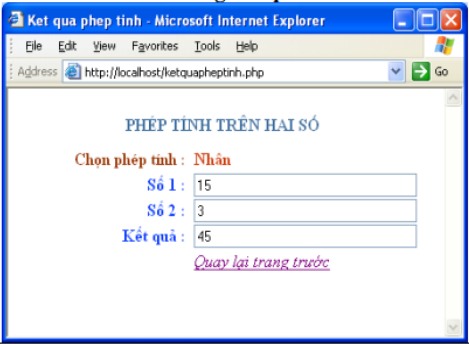 Ket qua phep tinh - Microsoft Internet Explorer
File Edit View Favorites Tools Help
Address http://localhost/ketquapheptinh.php Go
PHÉP TÍNH TRÊN HAI SỐ
Chọn phép tính : Nhân
Số 1 : 15
Số 2 : 3
Kết quả : 45
Quay lại trang trước